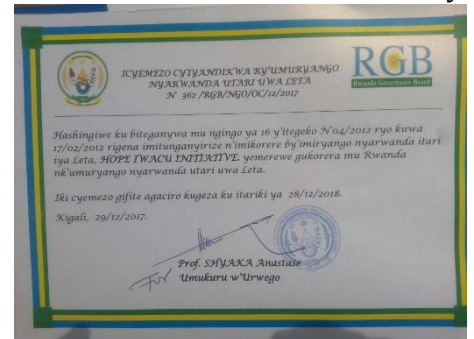 RGB
Rwanda Governance Board
ICYEMEZO CY'IYANDIKWA RY'UMURYANGO
NYARWANDA UTARI UWA LETA
N° 362 /RGB/NGO/OC/12/2017
Hashingiwe ku biteganywa mu ngingo ya 16 y'itegeko N°04/2012 ryo kuwa
17/02/2012 rigena imitunganyirize n'imikorere by'imiryango nyarwanda itari
iya Leta, HOPE IWACU INITIATIVE yemerewe gukorera mu Rwanda
nk'umuryango nyarwanda utari uwa Leta.
Iki cyemezo gifite agaciro kugeza ku itariki ya 28/12/2018.
Kigali, 29/12/2017.
For
Prof. SHYAKA Anastase
Umukuru w'Urwego